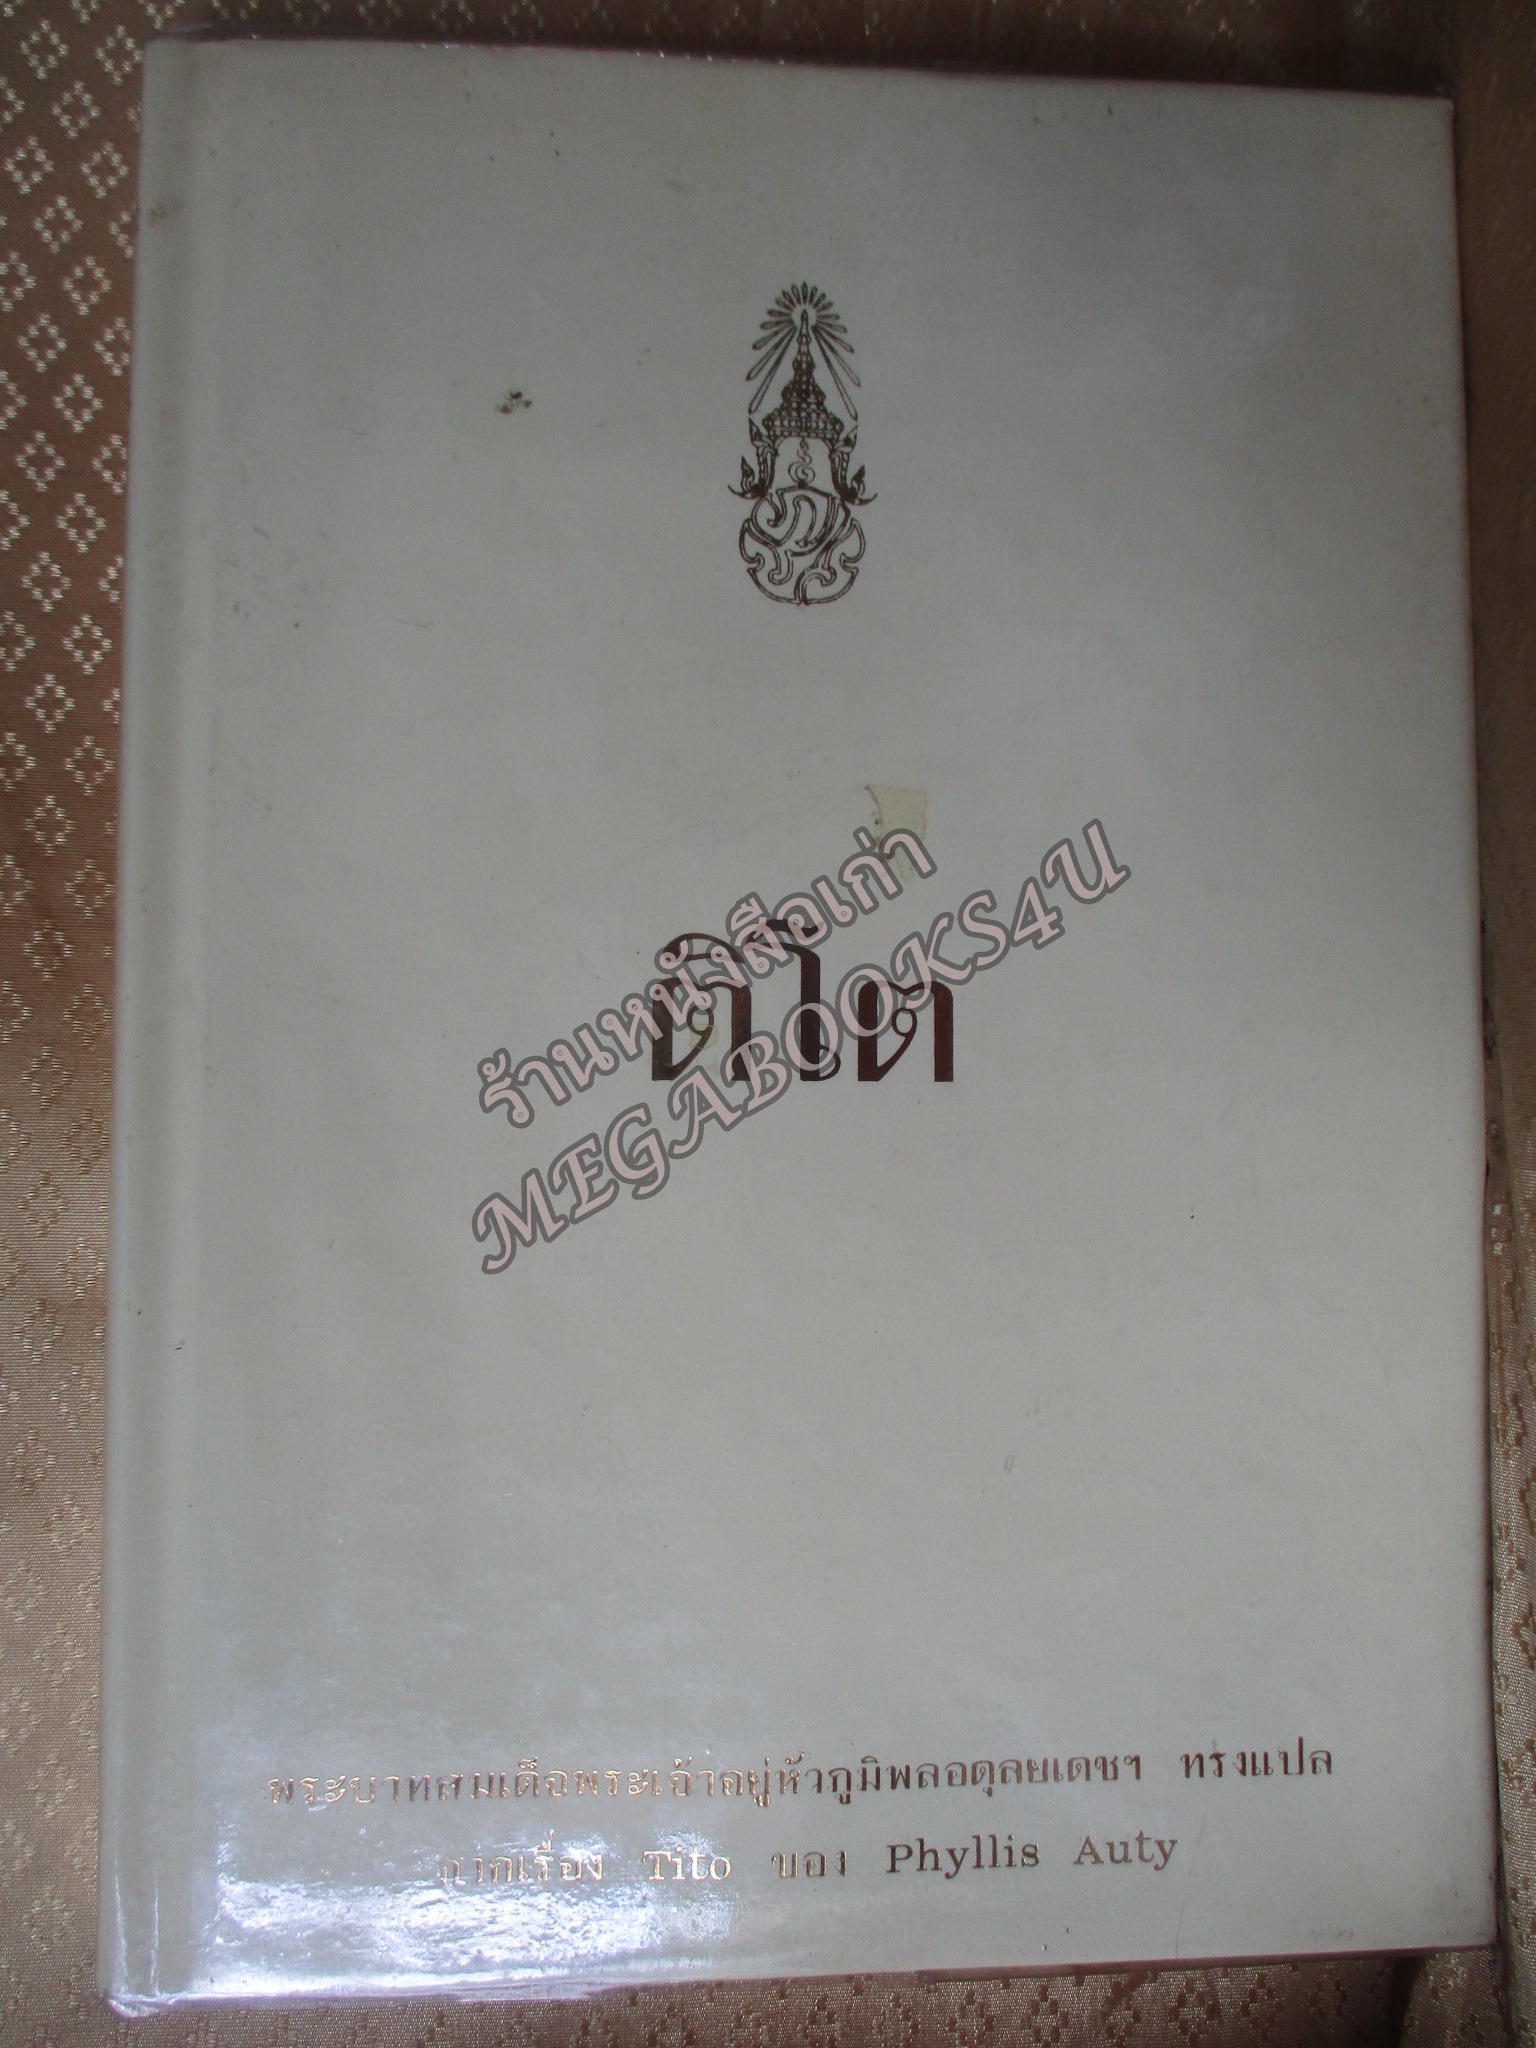 ติโต
ร้านหนังสือเก่า
MEGABOOKS4U
พระบาทสมเด็จพระเจ้าอยู่หัวภูมิพลอดุลยเดชฯ ทรงแปล
จากเรื่อง Tito ของ Phyllis Auty